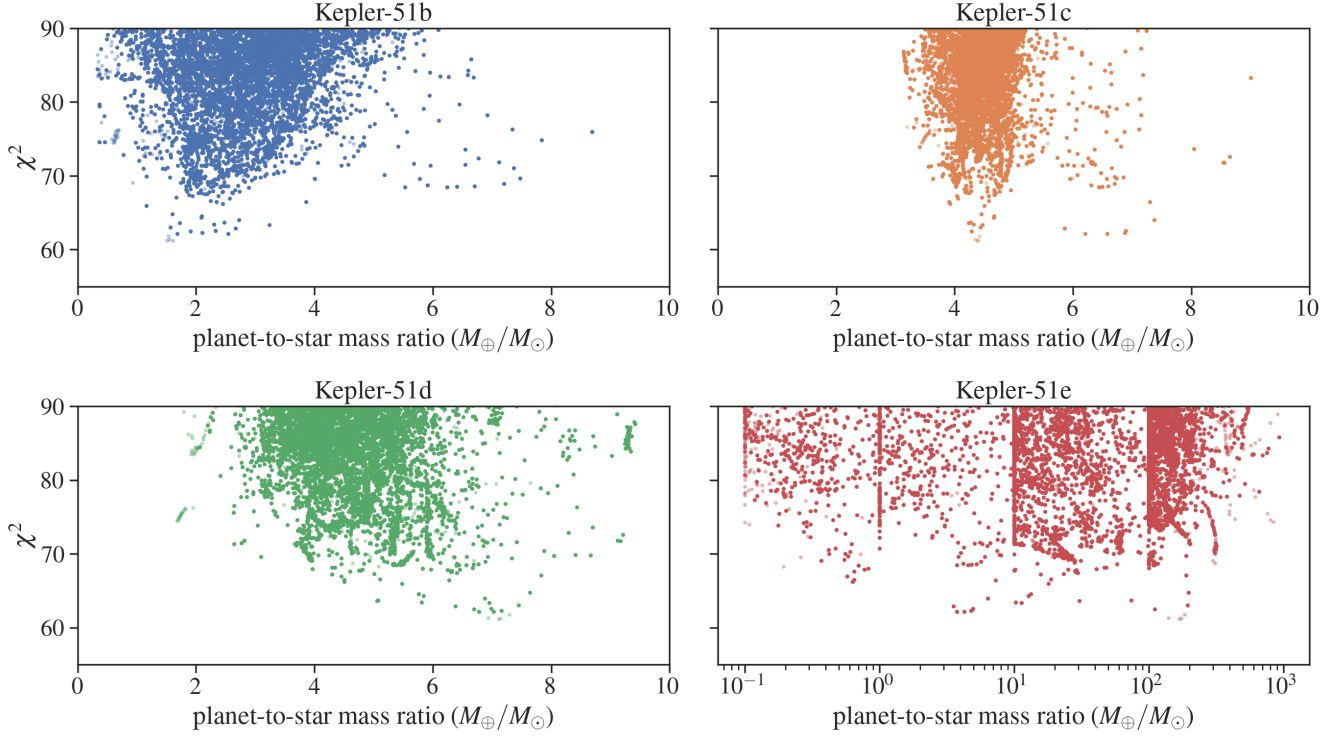 Kepler-51b
Kepler-51c
90
80
70
60
χ²
0 2 4 6 8 10
0 2 4 6 8 10
planet-to-star mass ratio (M⊕/M☉)
planet-to-star mass ratio (M⊕/M☉)
Kepler-51d
Kepler-51e
90
80
70
60
χ²
0 2 4 6 8 10
10⁻¹ 10⁰ 10¹ 10² 10³
planet-to-star mass ratio (M⊕/M☉)
planet-to-star mass ratio (M⊕/M☉)